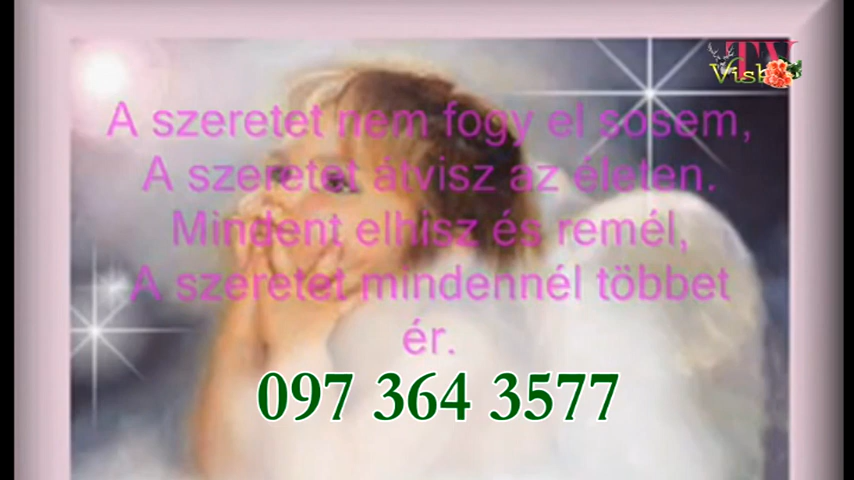 TV
A szeretet nem fogy el sosem,
A szeretet átvisz az életen.
Mindent elhisz és remél,
A szeretet mindennél többet
ér.
097 364 3577